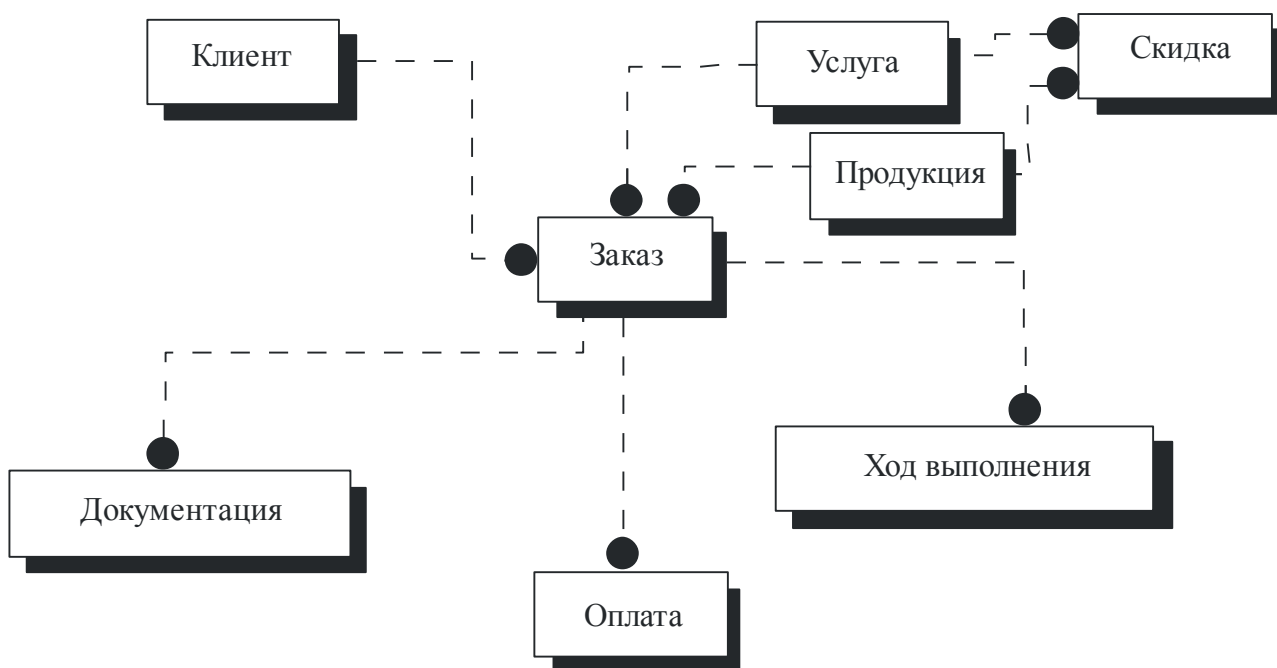 Клиент
Услуга
Скидка
Продукция
Заказ
Ход выполнения
Документация
Оплата